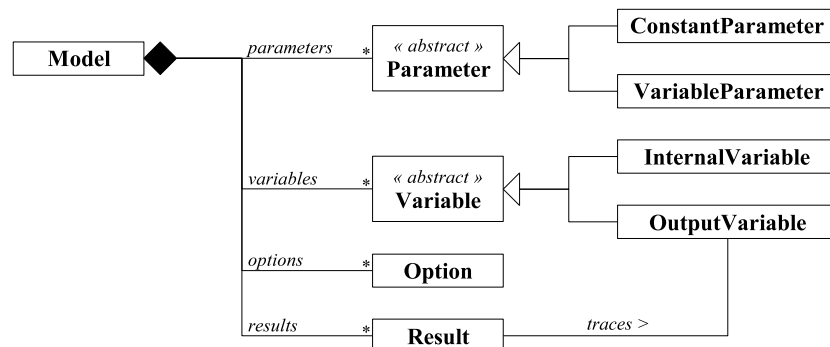 ConstantParameter
parameters
*
« abstract »
Parameter
Model
VariableParameter
InternalVariable
variables
*
« abstract »
Variable
OutputVariable
options
*
Option
results
*
Result
traces >